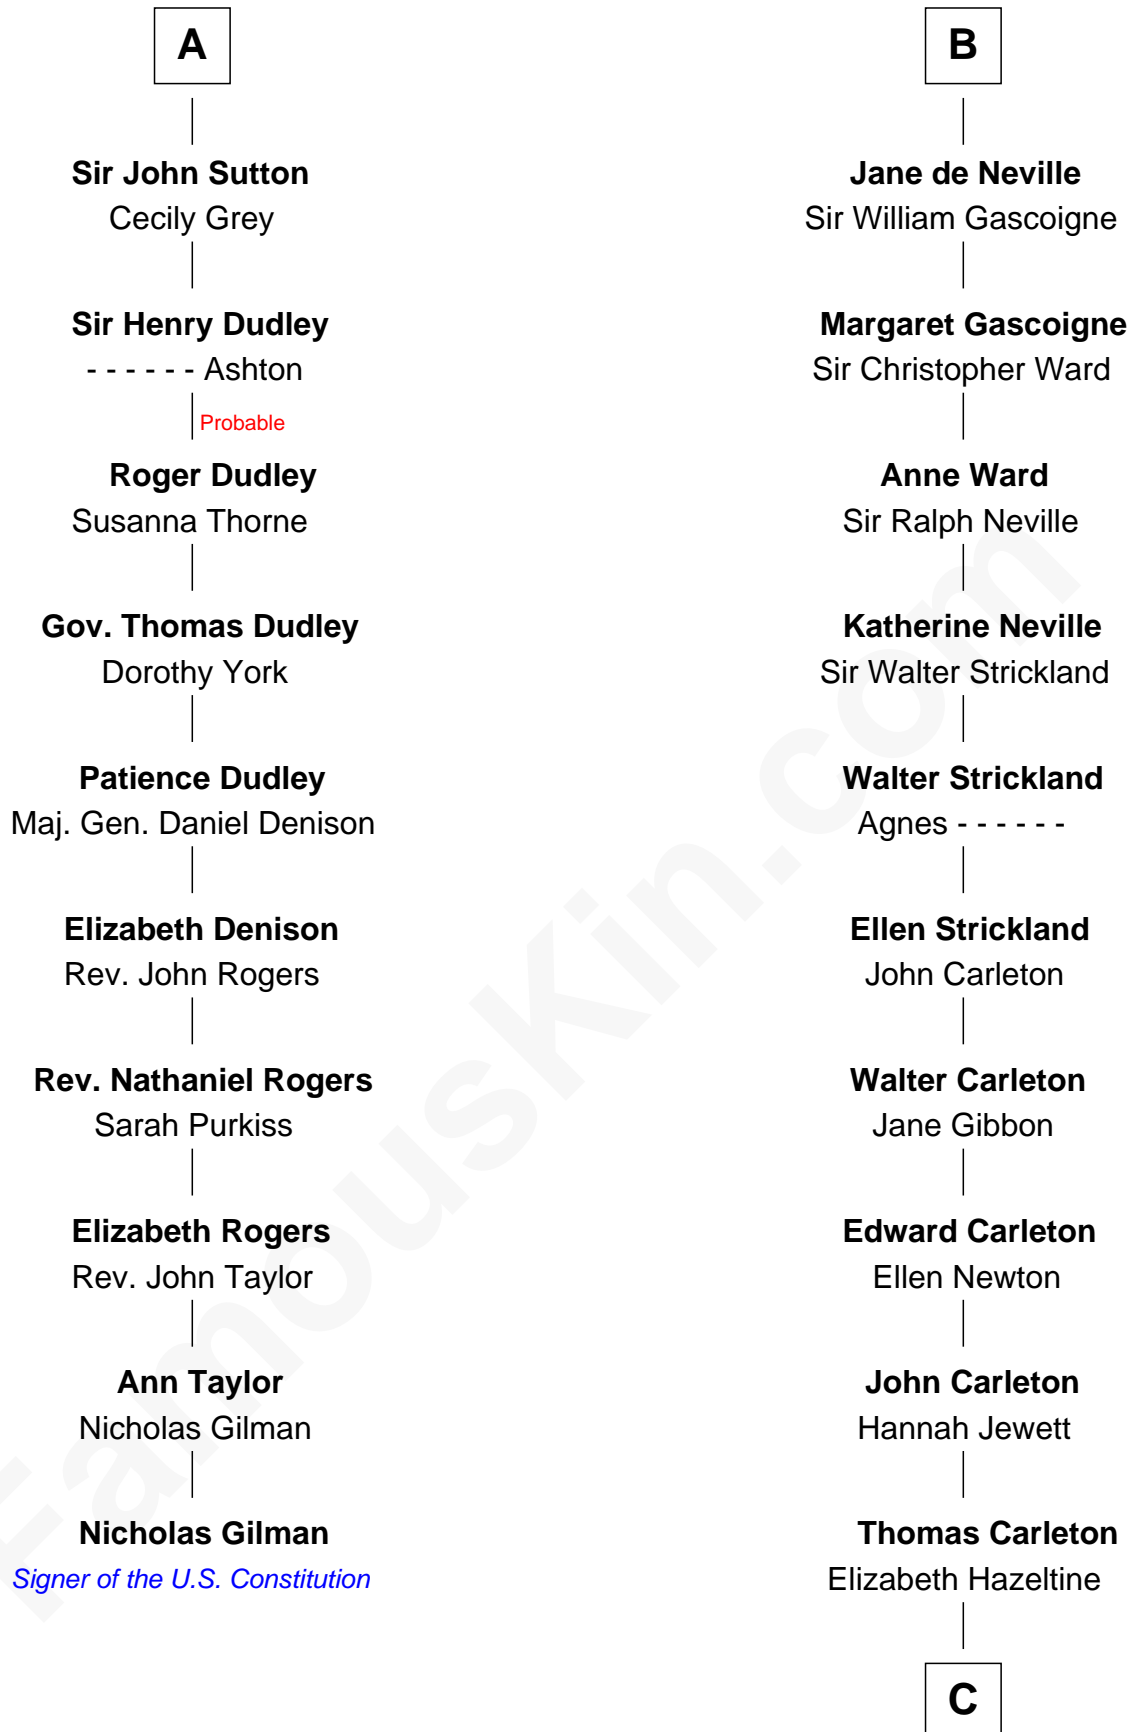 A
Sir John Sutton
Cecily Grey
Sir Henry Dudley
- - - - - - Ashton
Probable
Roger Dudley
Susanna Thorne
Gov. Thomas Dudley
Dorothy York
Patience Dudley
Maj. Gen. Daniel Denison
Elizabeth Denison
Rev. John Rogers
Rev. Nathaniel Rogers
Sarah Purkiss
Elizabeth Rogers
Rev. John Taylor
Ann Taylor
Nicholas Gilman
Nicholas Gilman
Signer of the U.S. Constitution
B
Jane de Neville
Sir William Gascoigne
Margaret Gascoigne
Sir Christopher Ward
Anne Ward
Sir Ralph Neville
Katherine Neville
Sir Walter Strickland
Walter Strickland
Agnes - - - - - -
Ellen Strickland
John Carleton
Walter Carleton
Jane Gibbon
Edward Carleton
Ellen Newton
John Carleton
Hannah Jewett
Thomas Carleton
Elizabeth Hazeltine
C
FamousKin.com